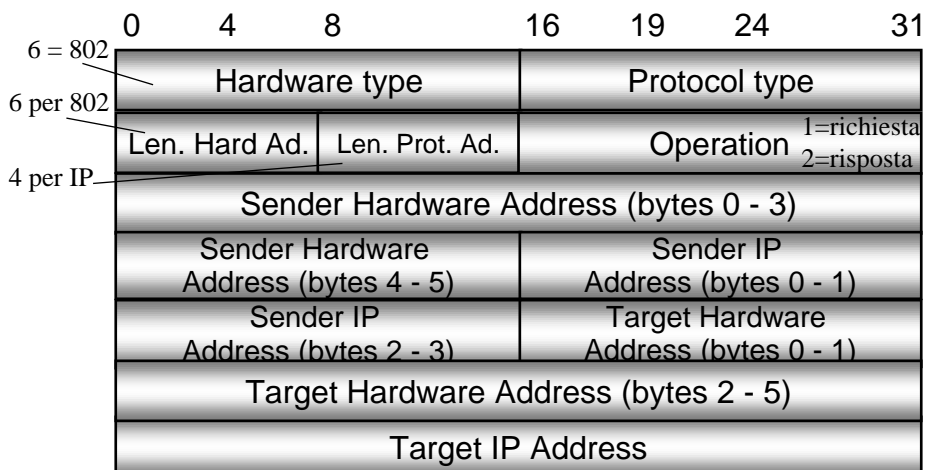 0 4 8 16 19 24 31
6 = 802
Hardware type Protocol type
6 per 802
Len. Hard Ad. Len. Prot. Ad. Operation 1=richiesta
2=risposta
4 per IP
Sender Hardware Address (bytes 0 - 3)
Sender Hardware
Address (bytes 4 - 5)
Sender IP
Address (bytes 0 - 1)
Sender IP
Address (bytes 2 - 3)
Target Hardware
Address (bytes 0 - 1)
Target Hardware Address (bytes 2 - 5)
Target IP Address